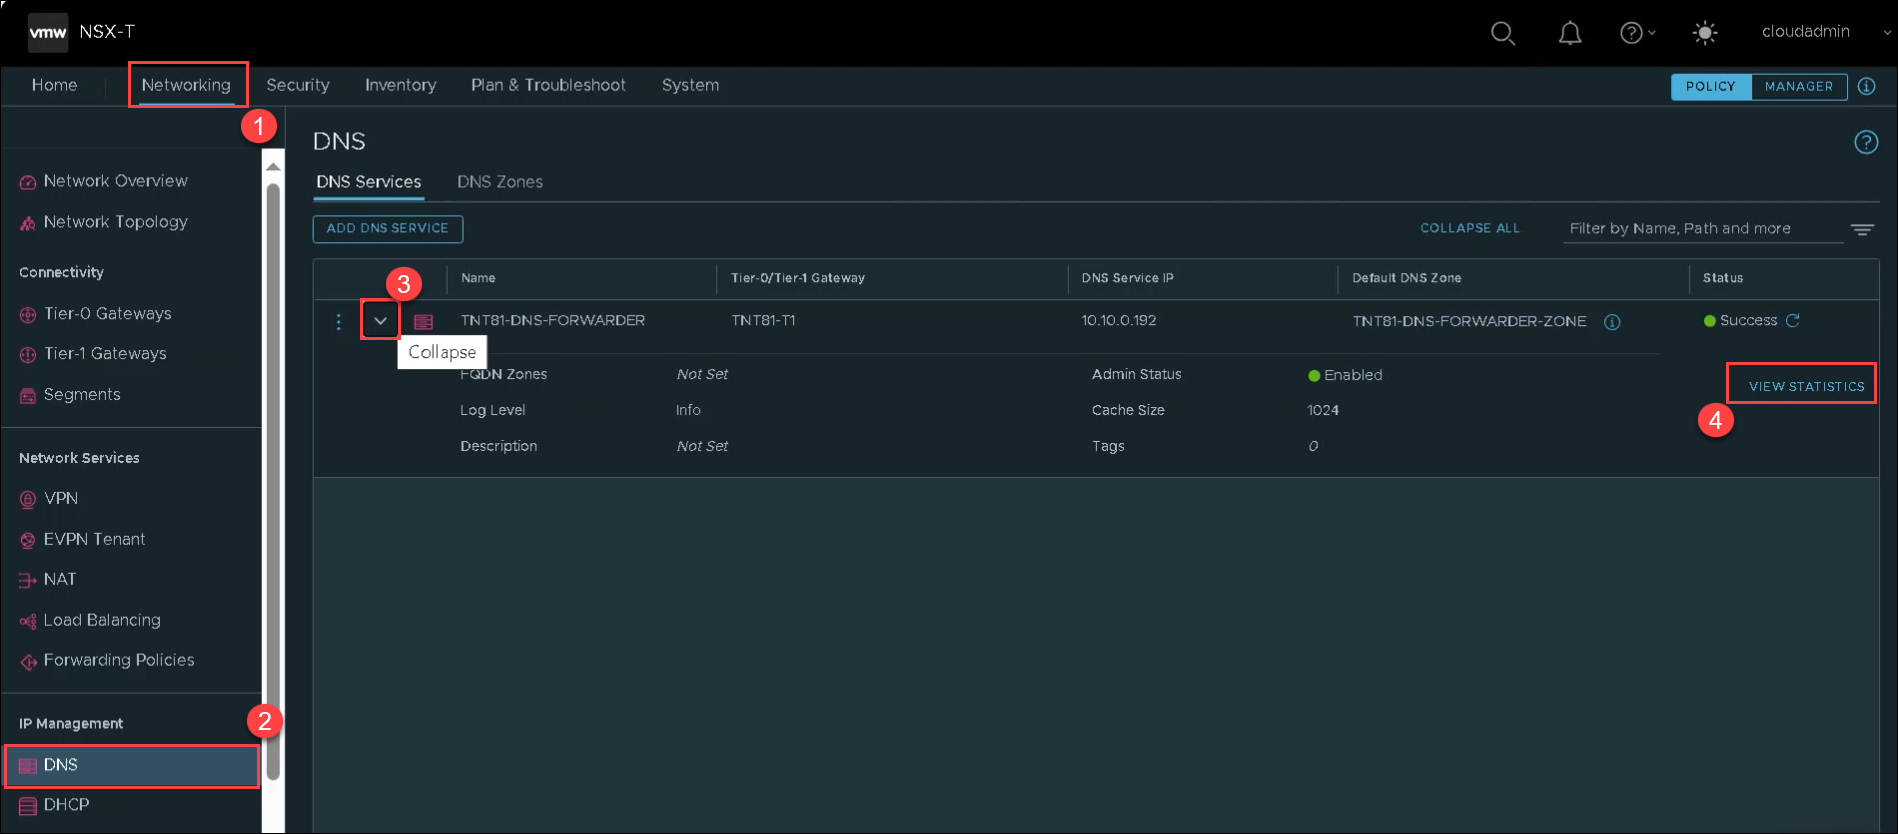 vmw NSX-T cloudadmin
Home Networking Security Inventory Plan & Troubleshoot System POLICY MANAGER
1
DNS
Network Overview
Network Topology
Connectivity
Tier-0 Gateways
Tier-1 Gateways
Segments
Network Services
VPN
EVPN Tenant
NAT
Load Balancing
Forwarding Policies
IP Management
2
DNS
DHCP
DNS Services DNS Zones
ADD DNS SERVICE COLLAPSE ALL Filter by Name, Path and more
3
Name Tier-0/Tier-1 Gateway DNS Service IP Default DNS Zone Status
TNT81-DNS-FORWARDER TNT81-T1 10.10.0.192 TNT81-DNS-FORWARDER-ZONE Success
Collapse
FQDN Zones Not Set Admin Status Enabled
VIEW STATISTICS
Log Level Info Cache Size 1024
4
Description Not Set Tags 0